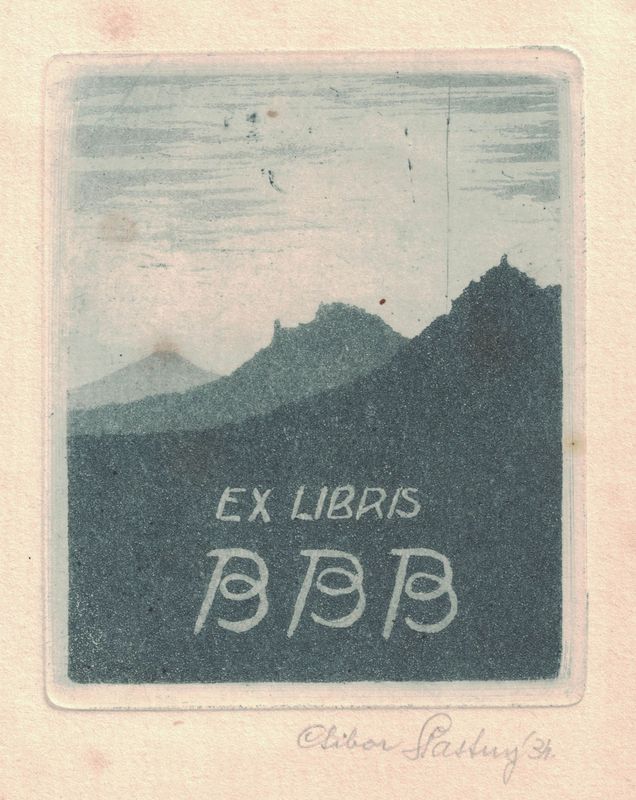 EX LIBRIS
BBB
Ctibor Šťastný '34